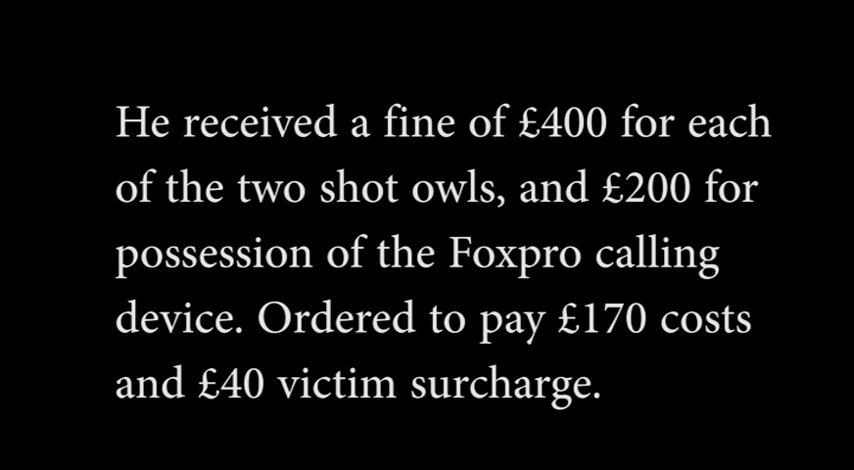 He received a fine of £400 for each
of the two shot owls, and £200 for
possession of the Foxpro calling
device. Ordered to pay £170 costs
and £40 victim surcharge.